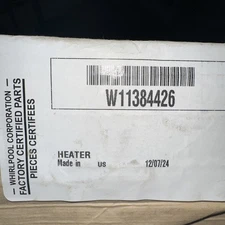 — WHIRLPOOL CORPORATION —
FACTORY CERTIFIED PARTS
PIECES CERTIFEES
W11384426
HEATER
Made in US 12/07/24